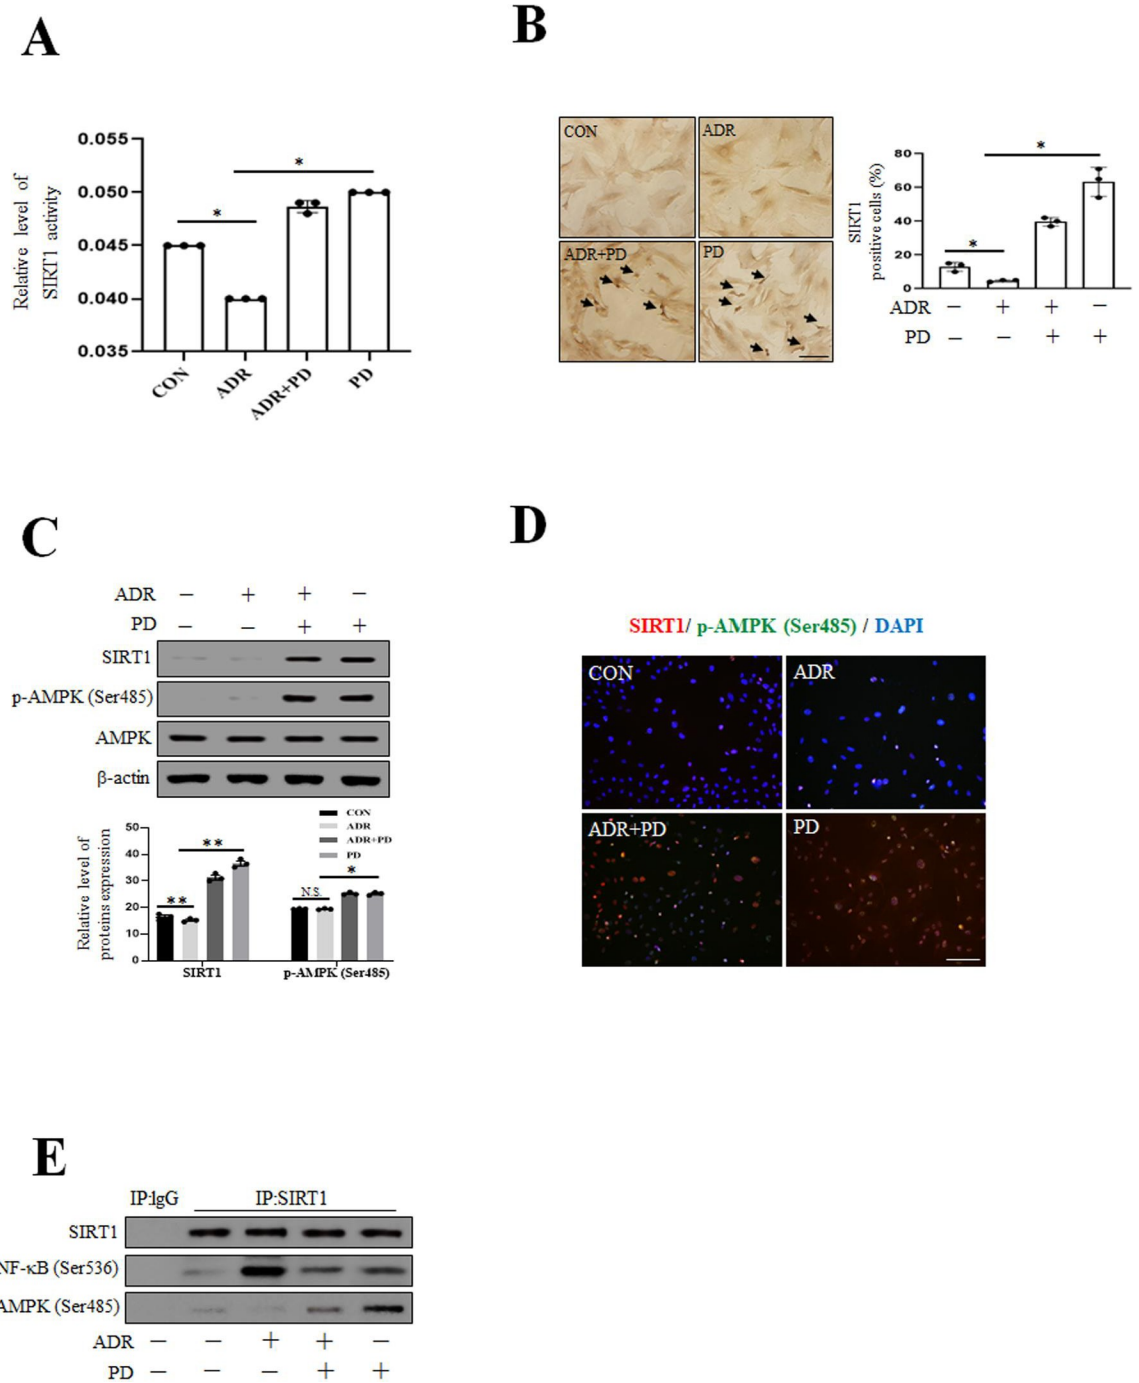 A
Relative level of
SIRT1 activity
0.055
0.050
0.045
0.040
0.035
*
*
CON
ADR
ADR+PD
PD
B
CON
ADR
ADR+PD
PD
SIRT1
positive cells (%)
80
60
40
20
0
*
*
ADR − + + −
PD − − + +
C
ADR − + + −
PD − − + +
SIRT1
p-AMPK (Ser485)
AMPK
β-actin
CON
ADR
ADR+PD
PD
Relative level of
proteins expression
50
40
30
20
10
0
**
**
N.S.
*
SIRT1
p-AMPK (Ser485)
D
SIRT1/ p-AMPK (Ser485) / DAPI
CON
ADR
ADR+PD
PD
E
IP:IgG
IP:SIRT1
SIRT1
NF-κB (Ser536)
AMPK (Ser485)
ADR − − + + −
PD − − − + +